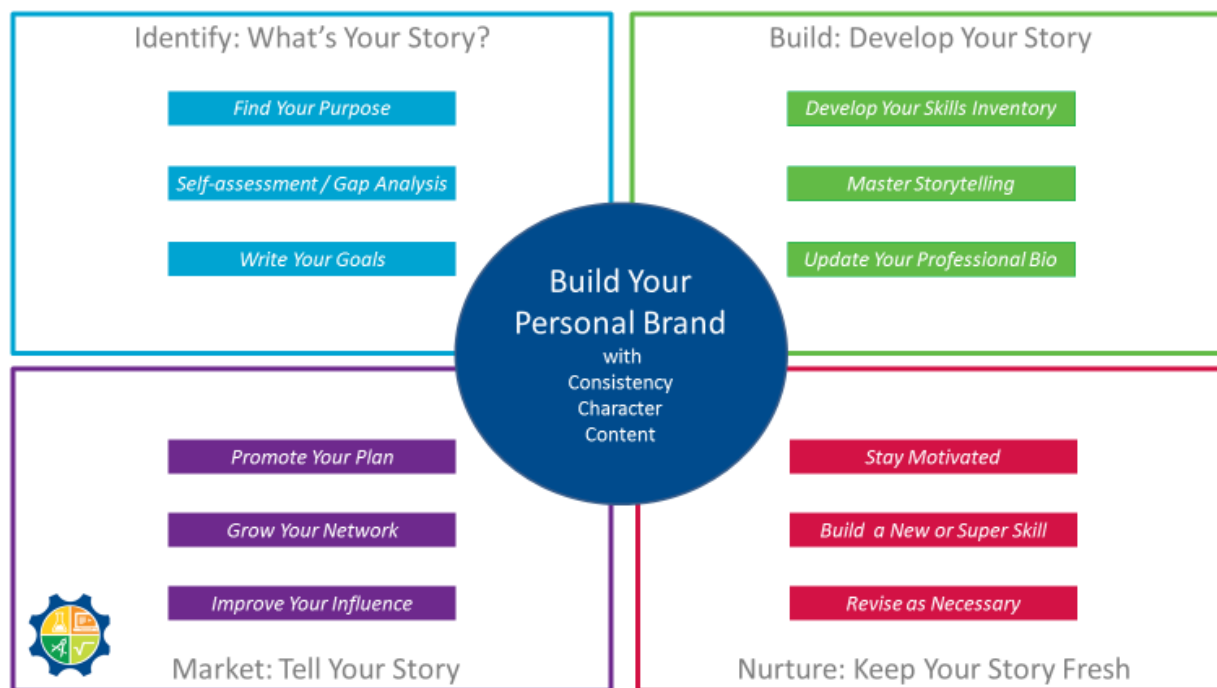 Identify: What's Your Story?
Find Your Purpose
Self-assessment / Gap Analysis
Write Your Goals
Build: Develop Your Story
Develop Your Skills Inventory
Master Storytelling
Update Your Professional Bio
Build Your
Personal Brand
with
Consistency
Character
Content
Promote Your Plan
Grow Your Network
Improve Your Influence
Market: Tell Your Story
Stay Motivated
Build a New or Super Skill
Revise as Necessary
Nurture: Keep Your Story Fresh